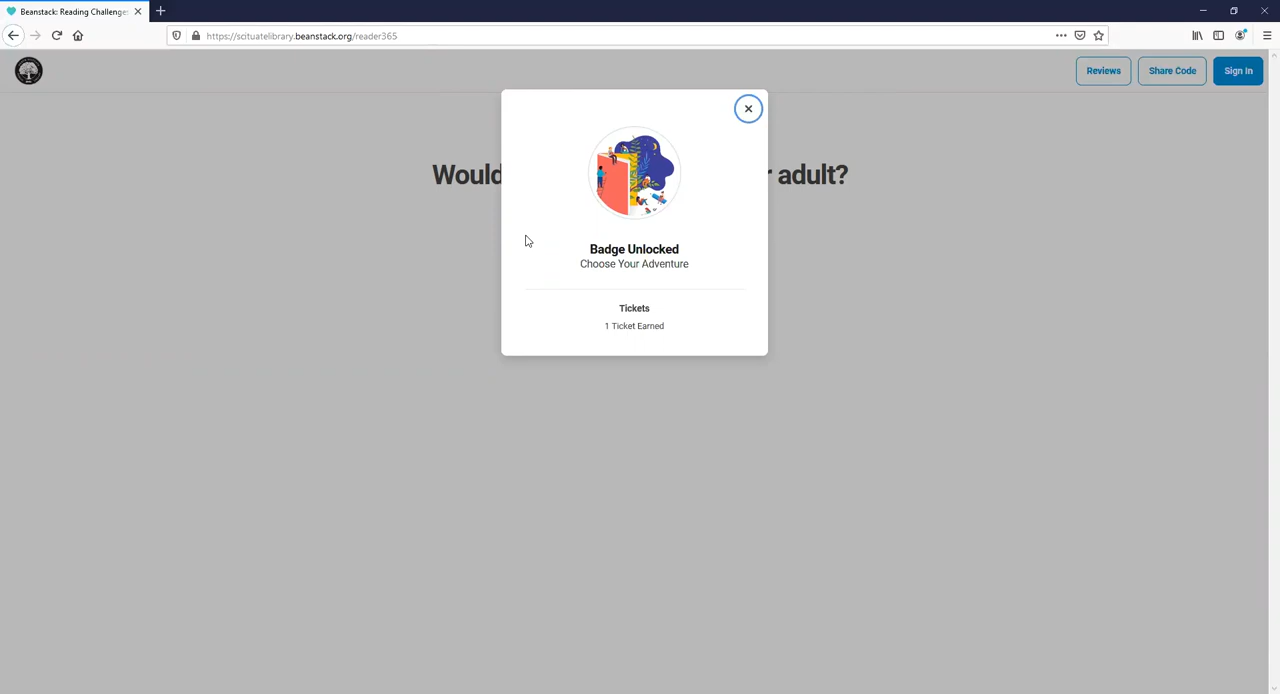 Beanstack: Reading Challenge
https://scituatelibrary.beanstack.org/reader365
Reviews
Share Code
Sign In
Would
r adult?
Badge Unlocked
Choose Your Adventure
Tickets
1 Ticket Earned